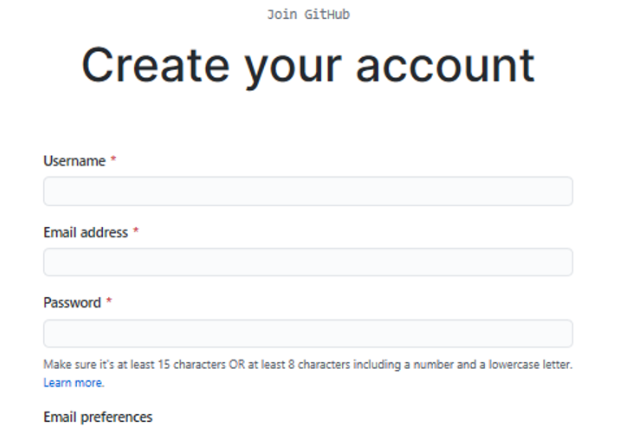 Join GitHub
Create your account
Username *
Email address *
Password *
Make sure it's at least 15 characters OR at least 8 characters including a number and a lowercase letter.
Learn more.
Email preferences